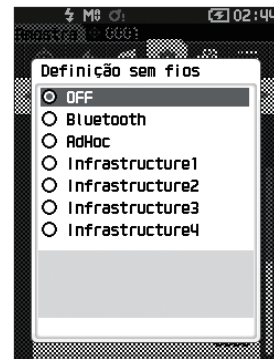 02:44
Amostra 0001
Definição sem fios
OFF
Bluetooth
AdHoc
Infrastructure1
Infrastructure2
Infrastructure3
Infrastructure4